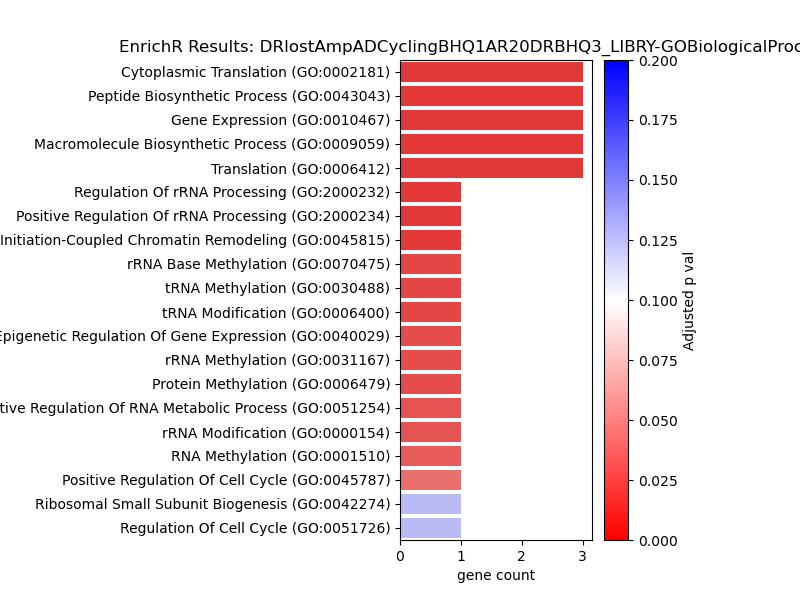 EnrichR Results: DRlostAmpADCyclingBHQ1AR20DRBHQ3_LIBRY-GOBiologicalProc
Cytoplasmic Translation (GO:0002181)
Peptide Biosynthetic Process (GO:0043043)
Gene Expression (GO:0010467)
Macromolecule Biosynthetic Process (GO:0009059)
Translation (GO:0006412)
Regulation Of rRNA Processing (GO:2000232)
Positive Regulation Of rRNA Processing (GO:2000234)
Initiation-Coupled Chromatin Remodeling (GO:0045815)
rRNA Base Methylation (GO:0070475)
tRNA Methylation (GO:0030488)
tRNA Modification (GO:0006400)
Epigenetic Regulation Of Gene Expression (GO:0040029)
rRNA Methylation (GO:0031167)
Protein Methylation (GO:0006479)
tive Regulation Of RNA Metabolic Process (GO:0051254)
rRNA Modification (GO:0000154)
RNA Methylation (GO:0001510)
Positive Regulation Of Cell Cycle (GO:0045787)
Ribosomal Small Subunit Biogenesis (GO:0042274)
Regulation Of Cell Cycle (GO:0051726)
0 1 2 3
gene count
0.200
0.175
0.150
0.125
0.100
0.075
0.050
0.025
0.000
Adjusted p val